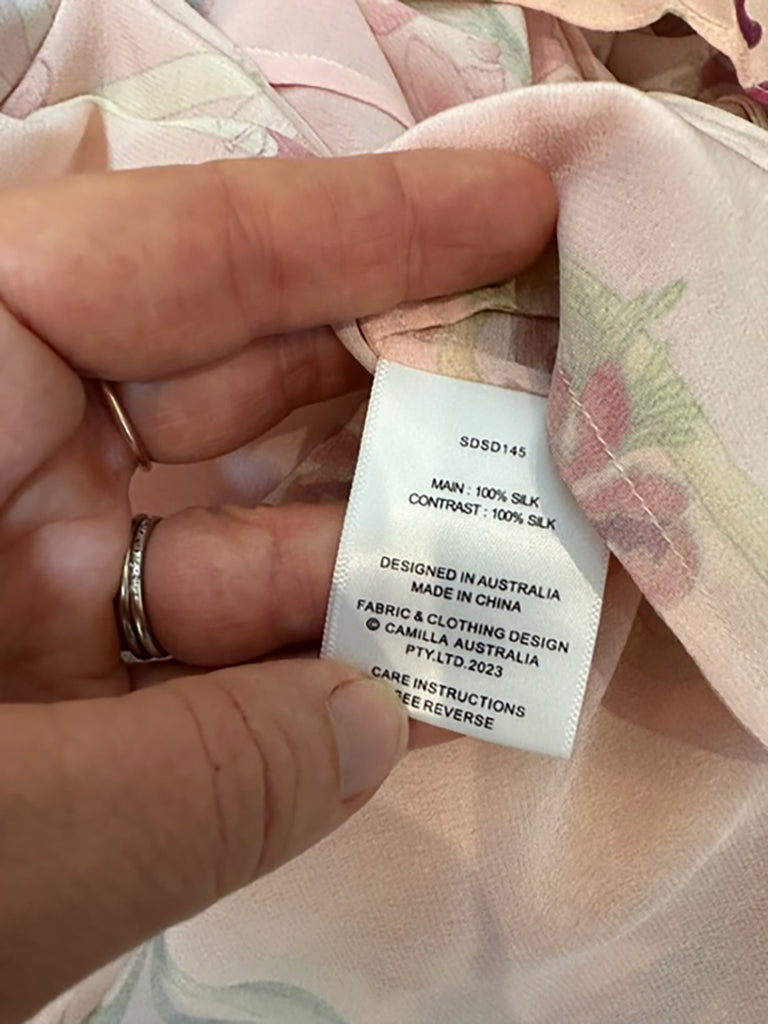 SDSD145
MAIN : 100% SILK
CONTRAST : 100% SILK
DESIGNED IN AUSTRALIA
MADE IN CHINA
FABRIC & CLOTHING DESIGN
© CAMILLA AUSTRALIA
PTY.LTD.2023
CARE INSTRUCTIONS
SEE REVERSE